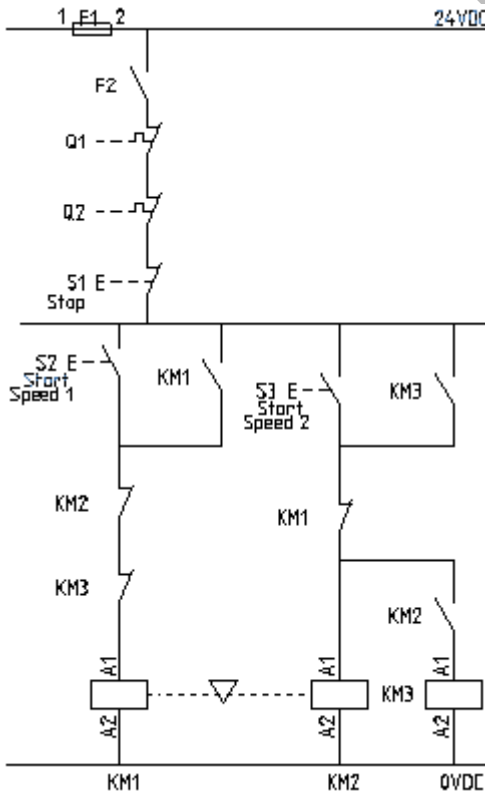 1 F1 2 24VDC
F2
Q1
Q2
S1 E
Stop
S2 E
Start
Speed 1
KM1
S3 E
Start
Speed 2
KM3
KM2
KM1
KM3
KM2
A1 A1 KM3 A1
A2 A2 A2
KM1 KM2 0VDC